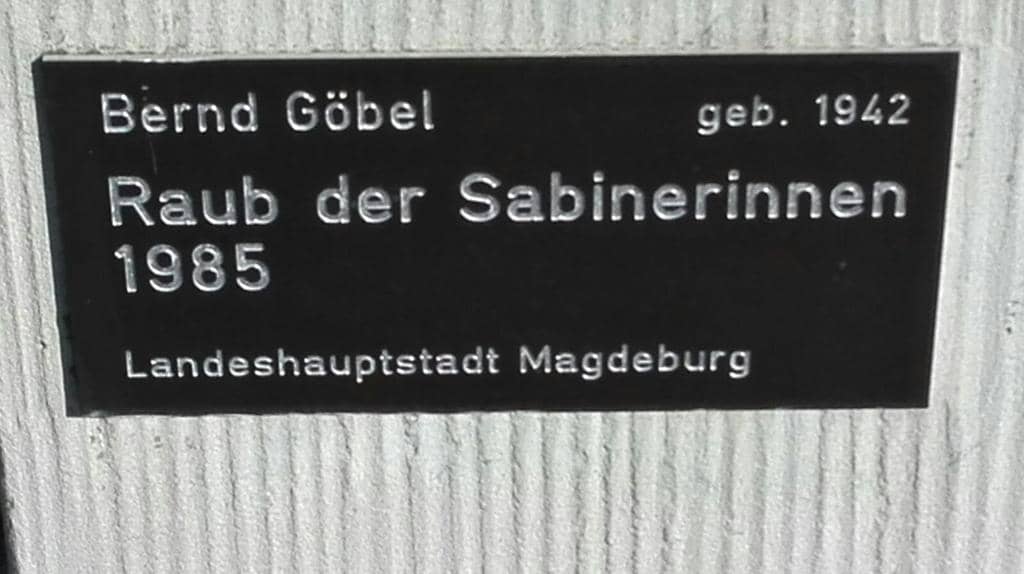 Bernd Göbel geb. 1942
Raub der Sabinerinnen
1985
Landeshauptstadt Magdeburg